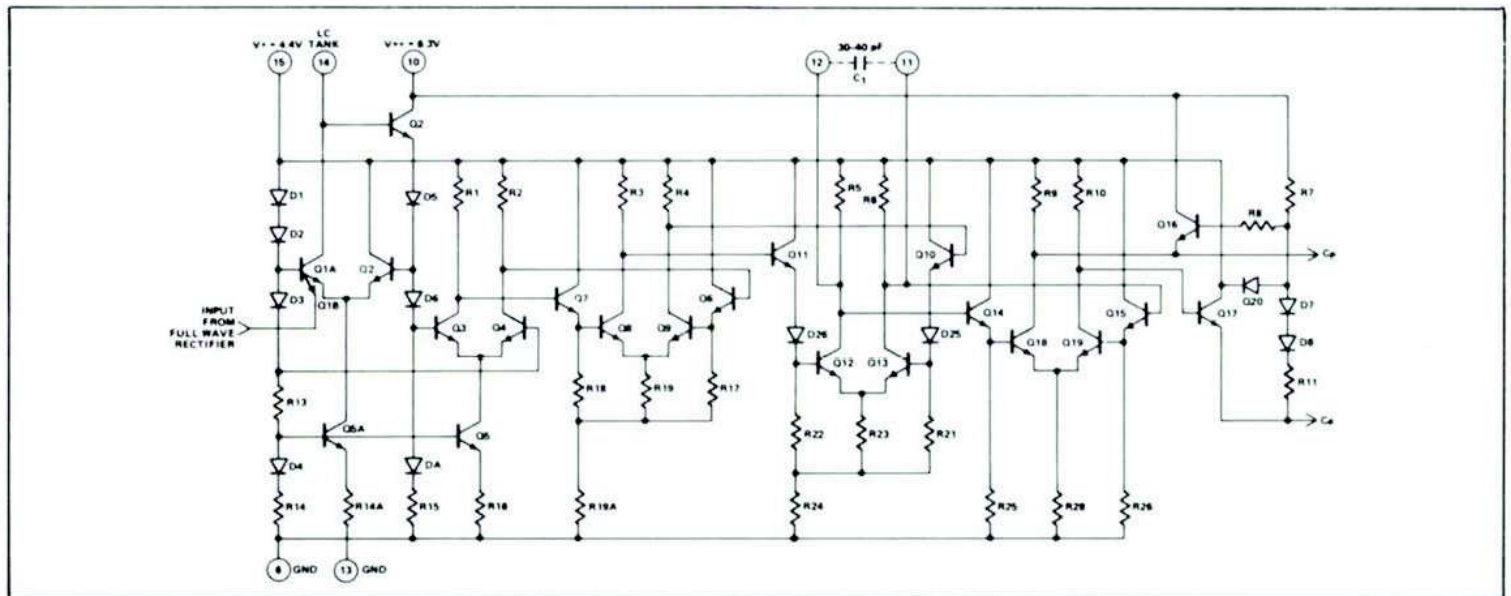 V+ = 4.4V
LC
TANK
V++ = 6.3V
30-40 pF
15
14
10
12
C1
11
Q2
D1
D5
R1
R2
R3
R4
R5
R6
R7
D2
Q16
R8
Q1A
Q2
Q11
Q10
R9
R10
Cφ
D3
Q1B
D6
Q7
Q6
Q20
INPUT
FROM
FULL WAVE
RECTIFIER
Q3
Q4
Q8
Q9
D26
D25
Q14
Q15
Q17
D7
Q12
Q13
Q18
Q19
D8
R13
R18
R19
R17
R11
Q5A
Q5
R22
R23
R21
Cφ
D4
DA
R14
R14A
R15
R16
R19A
R24
R25
R29
R26
6
GND
13
GND